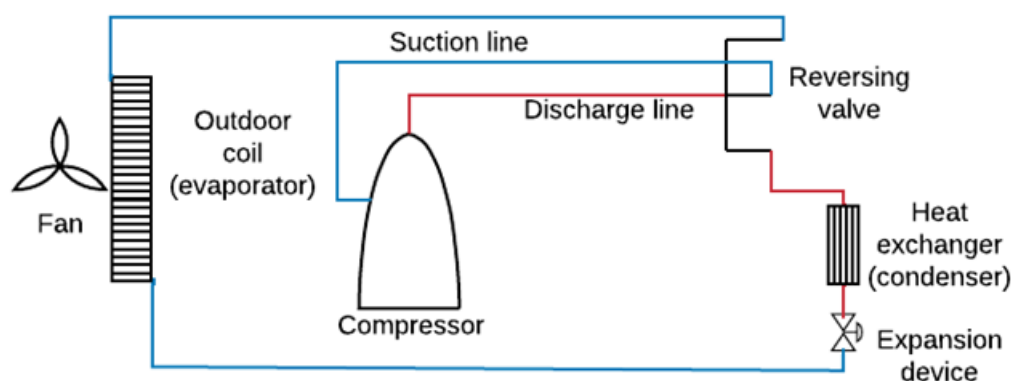 Suction line
Reversing
valve
Discharge line
Outdoor
coil
(evaporator)
Fan
Heat
exchanger
(condenser)
Compressor
Expansion
device